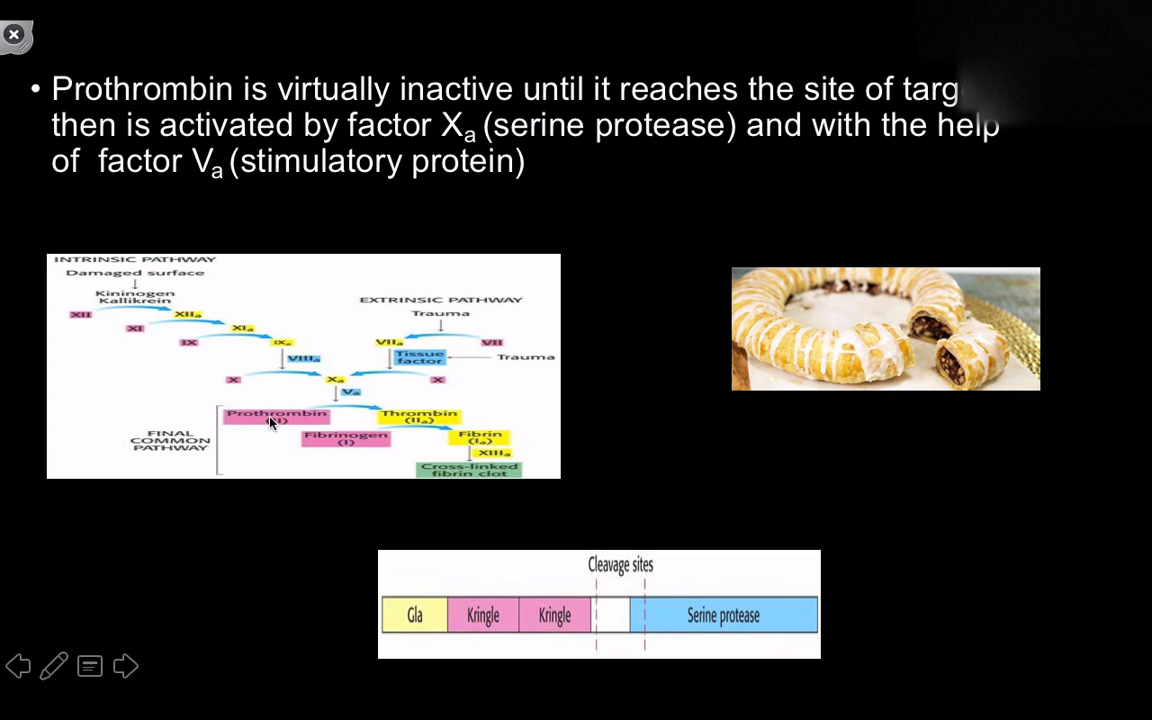 • Prothrombin is virtually inactive until it reaches the site of targ
then is activated by factor Xa (serine protease) and with the help
of factor Va (stimulatory protein)
INTRINSIC PATHWAY
Damaged surface
Kininogen
Kallikrein
XII XIIa
XI XIa
IX IXa
VIIIa
EXTRINSIC PATHWAY
Trauma
VIIa VII
Tissue
factor
Trauma
X Xa X
Va
Prothrombin Thrombin
(IIa)
Fibrinogen
(I)
Fibrin
(Ia)
XIIIa
FINAL
COMMON
PATHWAY
Cross-linked
fibrin clot
Cleavage sites
Gla Kringle Kringle Serine protease